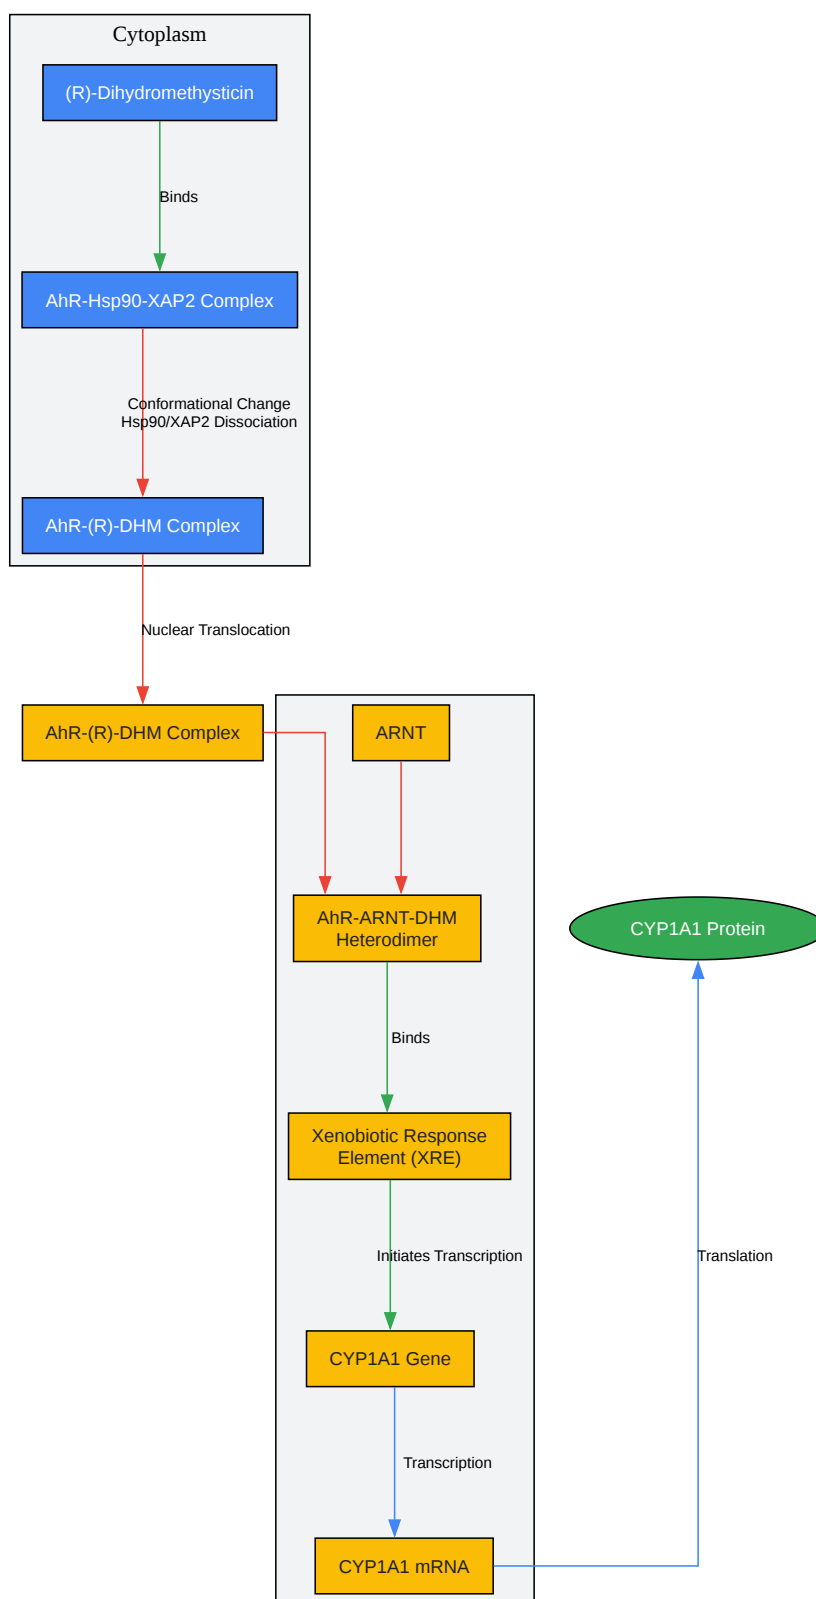 Cytoplasm
(R)-Dihydromethysticin
Binds
AhR-Hsp90-XAP2 Complex
Conformational Change
Hsp90/XAP2 Dissociation
AhR-(R)-DHM Complex
Nuclear Translocation
AhR-(R)-DHM Complex
ARNT
AhR-ARNT-DHM
Heterodimer
CYP1A1 Protein
Binds
Xenobiotic Response
Element (XRE)
Initiates Transcription
Translation
CYP1A1 Gene
Transcription
CYP1A1 mRNA